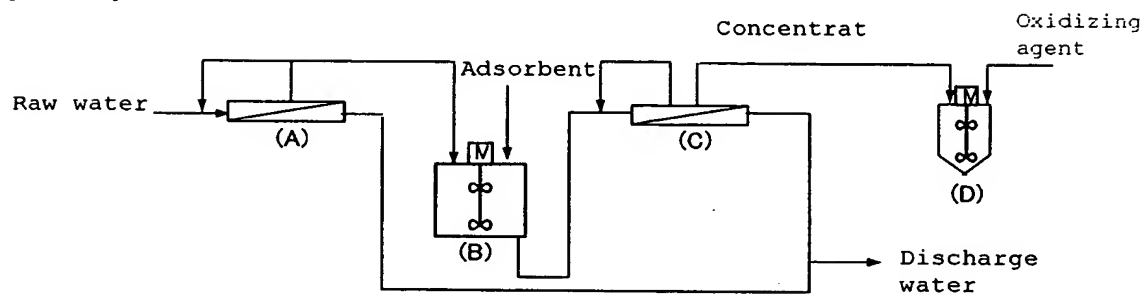 Concentrat
Oxidizing
agent
Adsorbent
Raw water
M
(A)
(C)
M
(D)
(B)
Discharge
water